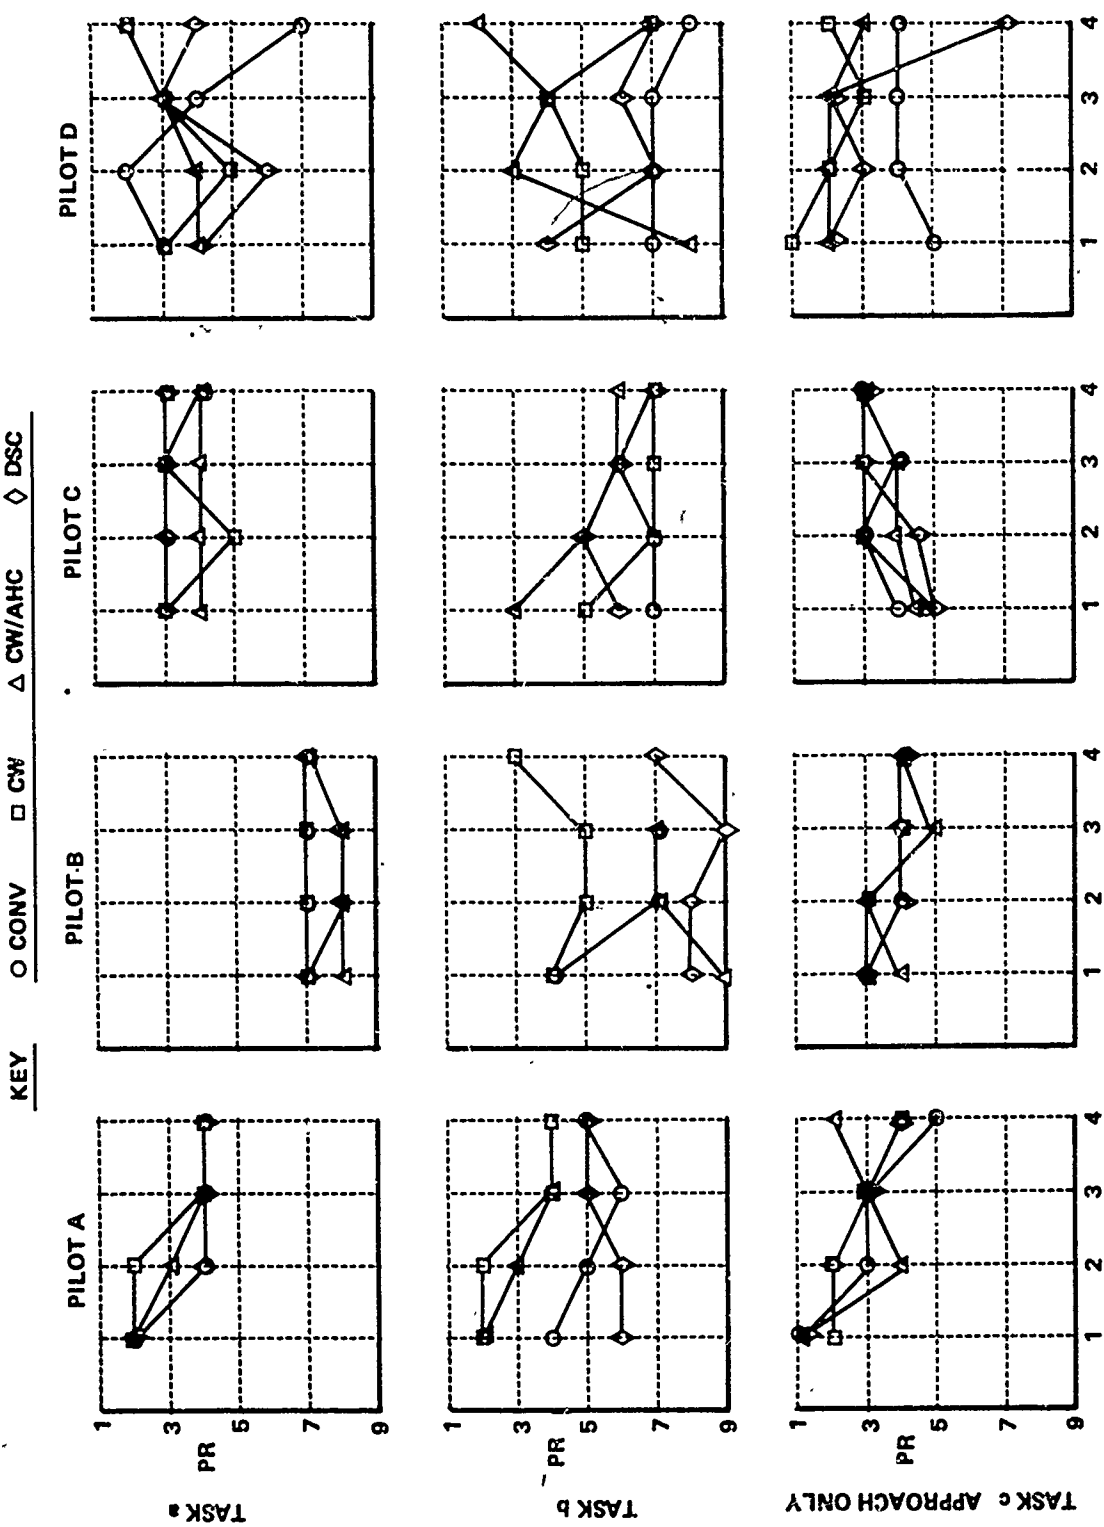 KEY ○ CONV □ CW △ CW/AHC ◇ DSC
PILOT A PILOT B PILOT C PILOT D
TASK a
PR
1
3
5
7
9
TASK b
PR
1
3
5
7
9
TASK c APPROACH ONLY
PR
1
3
5
7
9
1 2 3 4 1 2 3 4 1 2 3 4 1 2 3 4